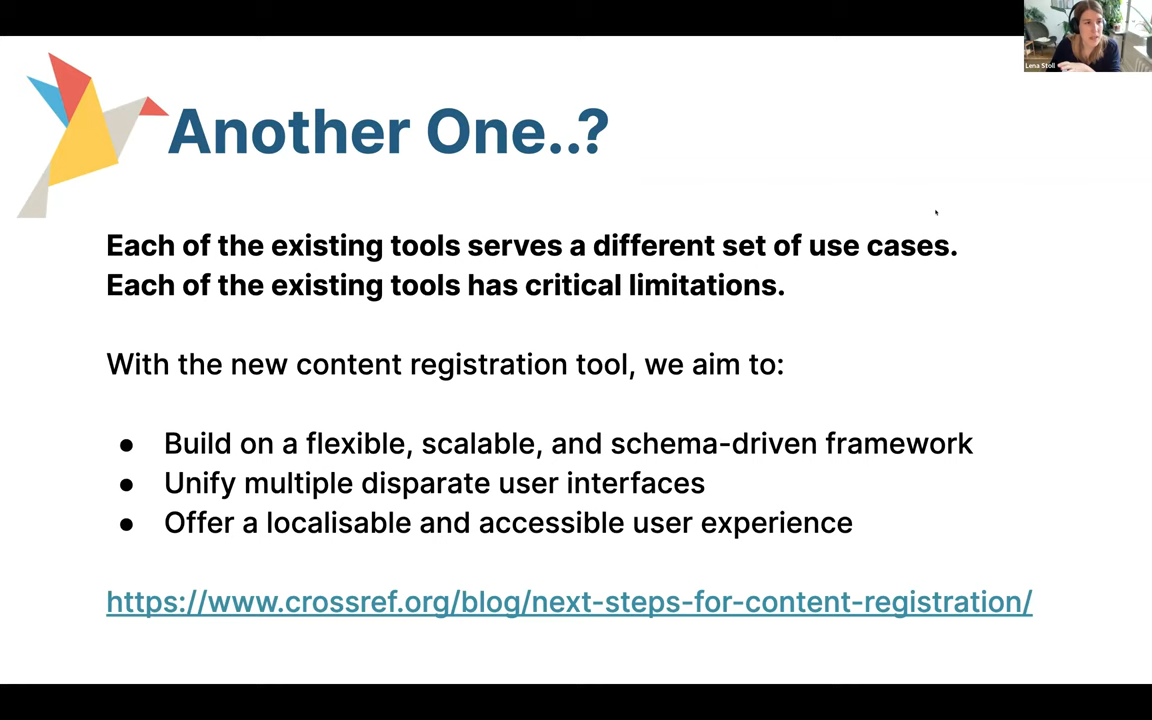 Lena Stoll
Another One..?
Each of the existing tools serves a different set of use cases.
Each of the existing tools has critical limitations.
With the new content registration tool, we aim to:
● Build on a flexible, scalable, and schema-driven framework
● Unify multiple disparate user interfaces
● Offer a localisable and accessible user experience
https://www.crossref.org/blog/next-steps-for-content-registration/